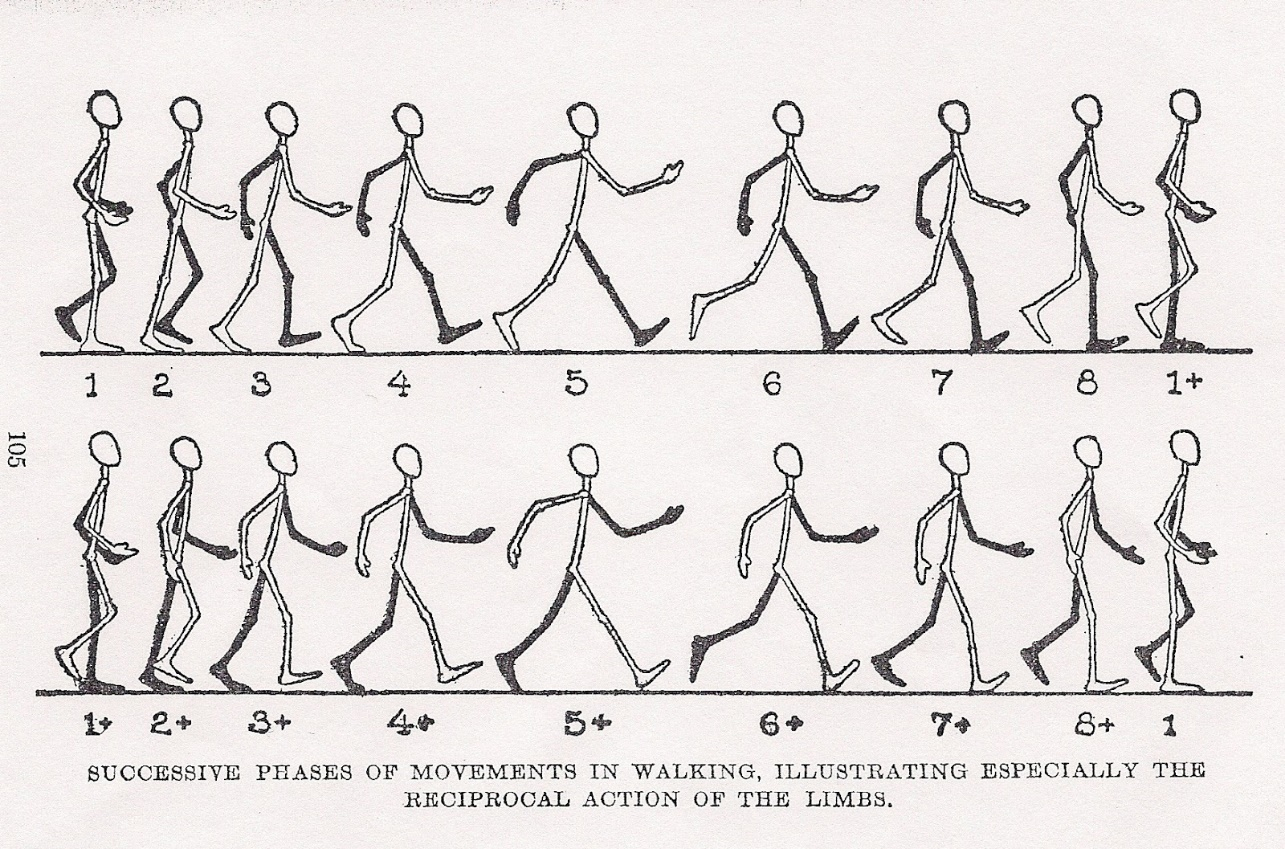 1 2 3 4 5 6 7 8 1+
105
1+ 2+ 3+ 4+ 5+ 6+ 7+ 8+ 1
SUCCESSIVE PHASES OF MOVEMENTS IN WALKING, ILLUSTRATING ESPECIALLY THE
RECIPROCAL ACTION OF THE LIMBS.